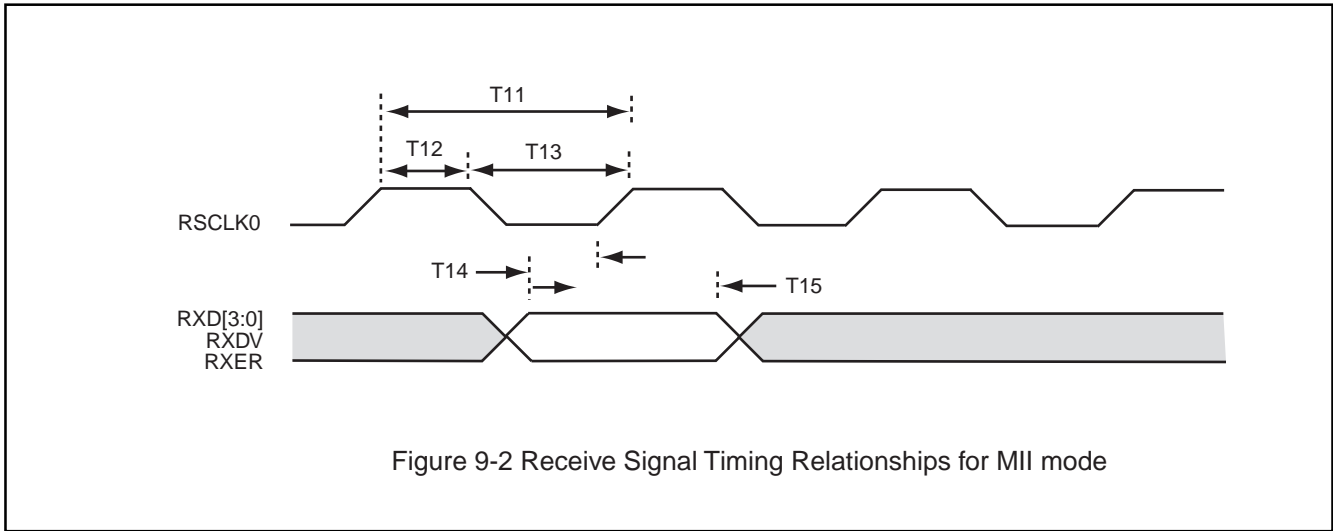 T11
T12
T13
RSCLK0
T14
T15
RXD[3:0]
RXDV
RXER
Figure 9-2 Receive Signal Timing Relationships for MII mode